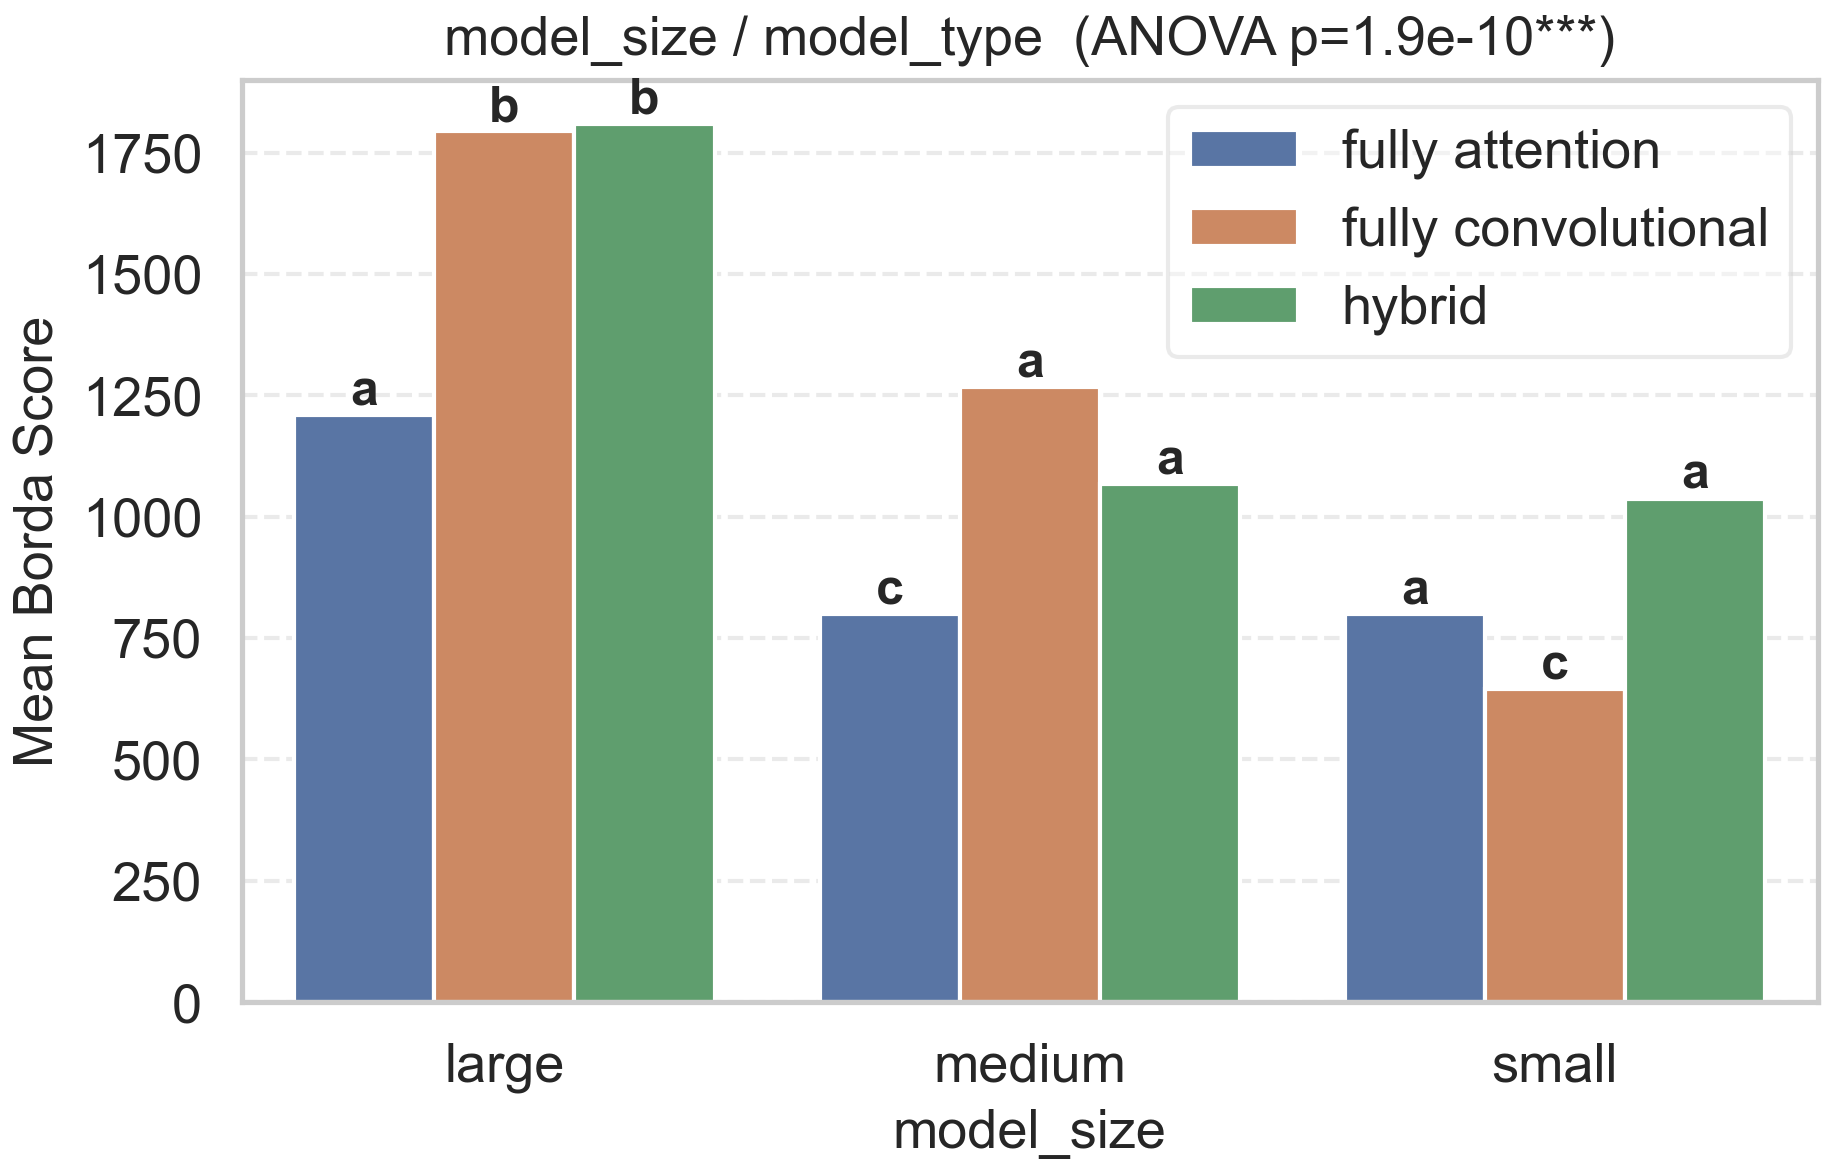 model_size / model_type (ANOVA p=1.9e-10***)
b
b
1750
fully attention
fully convolutional
hybrid
1500
a
a
1250
a
a
1000
c
a
750
c
500
250
0
Mean Borda Score
large
medium
small
model_size